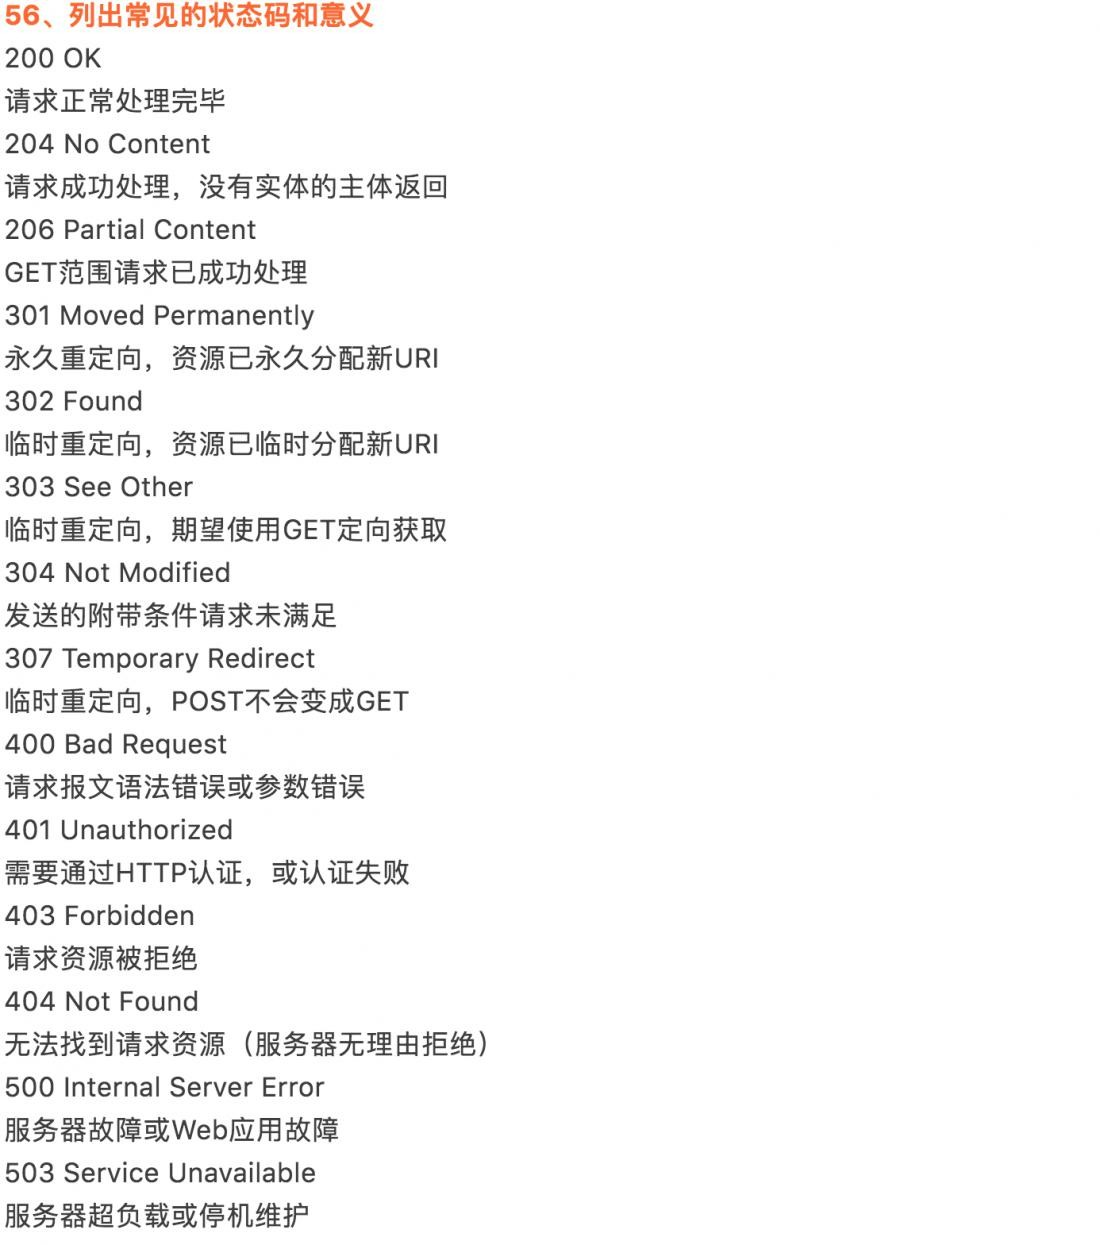 56、列出常见的状态码和意义
200 OK
请求正常处理完毕
204 No Content
请求成功处理，没有实体的主体返回
206 Partial Content
GET范围请求已成功处理
301 Moved Permanently
永久重定向，资源已永久分配新URI
302 Found
临时重定向，资源已临时分配新URI
303 See Other
临时重定向，期望使用GET定向获取
304 Not Modified
发送的附带条件请求未满足
307 Temporary Redirect
临时重定向，POST不会变成GET
400 Bad Request
请求报文语法错误或参数错误
401 Unauthorized
需要通过HTTP认证，或认证失败
403 Forbidden
请求资源被拒绝
404 Not Found
无法找到请求资源（服务器无理由拒绝）
500 Internal Server Error
服务器故障或Web应用故障
503 Service Unavailable
服务器超负载或停机维护